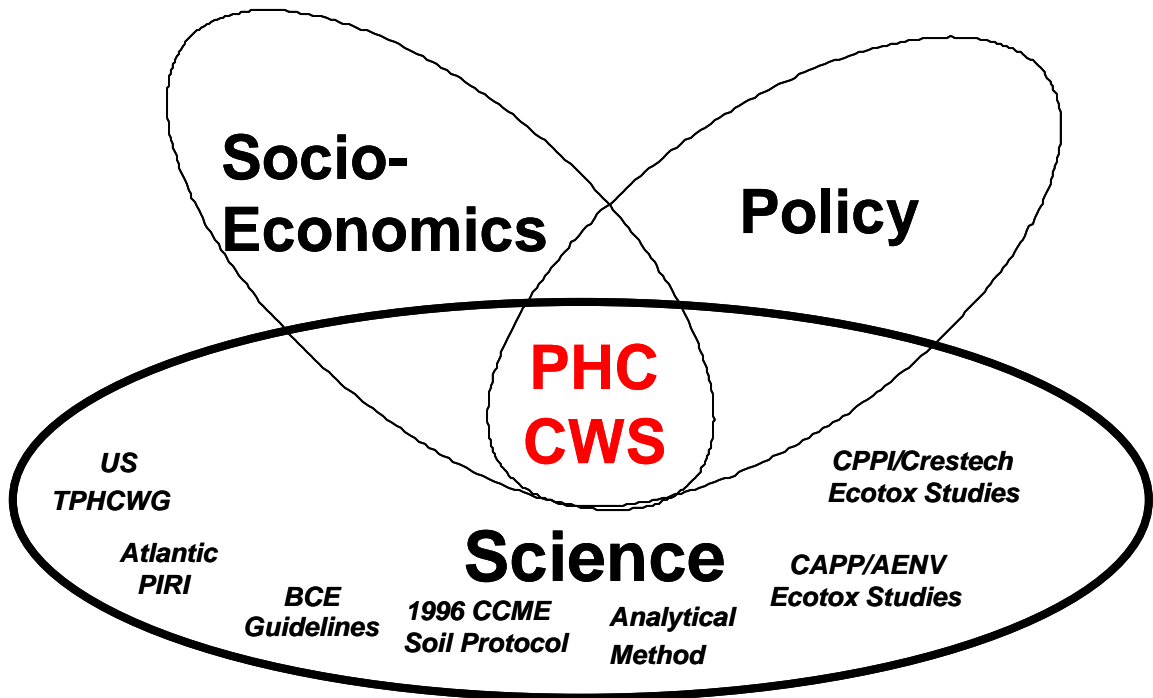 Socio-
Economics
Policy
PHC
CWS
US
TPHCWG
Atlantic
PIRI
BCE
Guidelines
Science
1996 CCME
Soil Protocol
Analytical
Method
CPPI/Crestech
Ecotox Studies
CAPP/AENV
Ecotox Studies